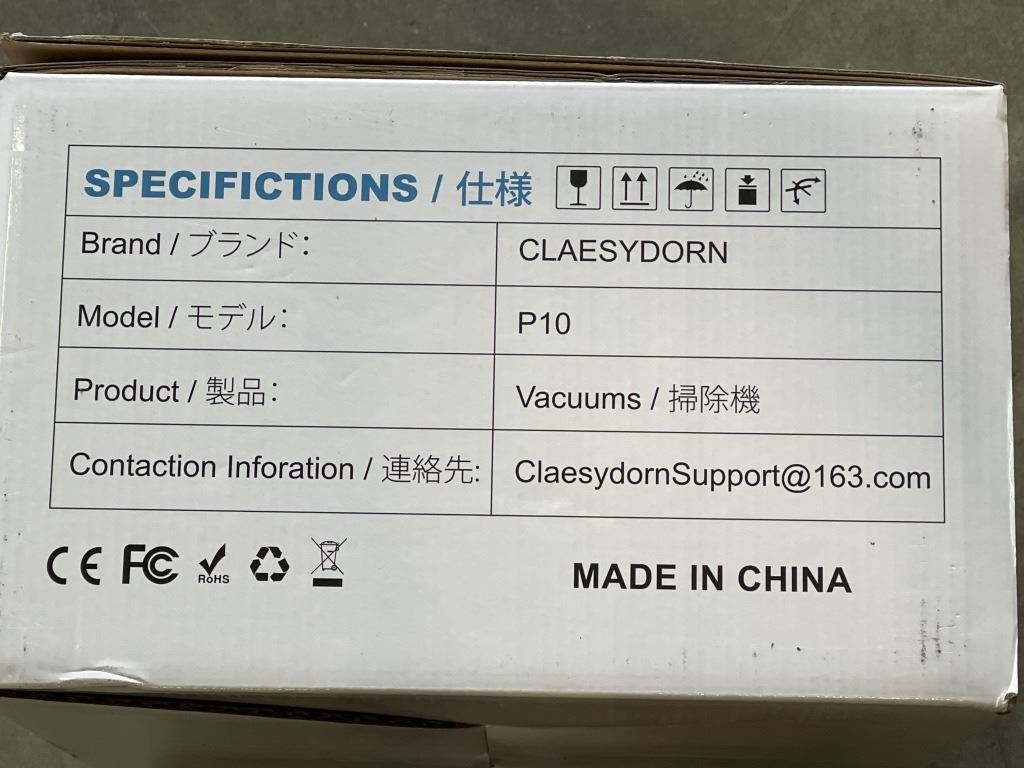 SPECIFICTIONS / 仕様
Brand / ブランド:
CLAESYDORN
Model / モデル:
P10
Product / 製品:
Vacuums / 掃除機
Contaction Inforation / 連絡先:
ClaesydornSupport@163.com
CE FC RoHS
MADE IN CHINA